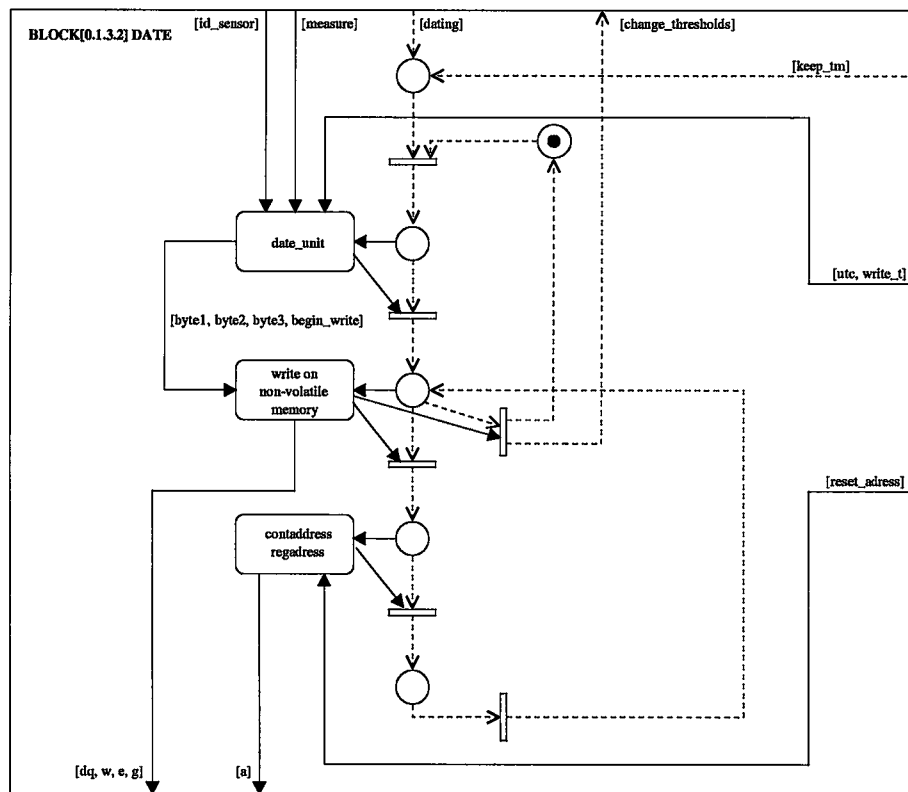 [id_sensor]
[measure]
[dating]
[change_thresholds]
BLOCK[0.1.3.2] DATE
[keep_tm]
date_unit
[utc, write_t]
[byte1, byte2, byte3, begin_write]
write on
non-volatile
memory
[reset_adress]
contaddress
regadress
[dq, w, e, g]
[a]